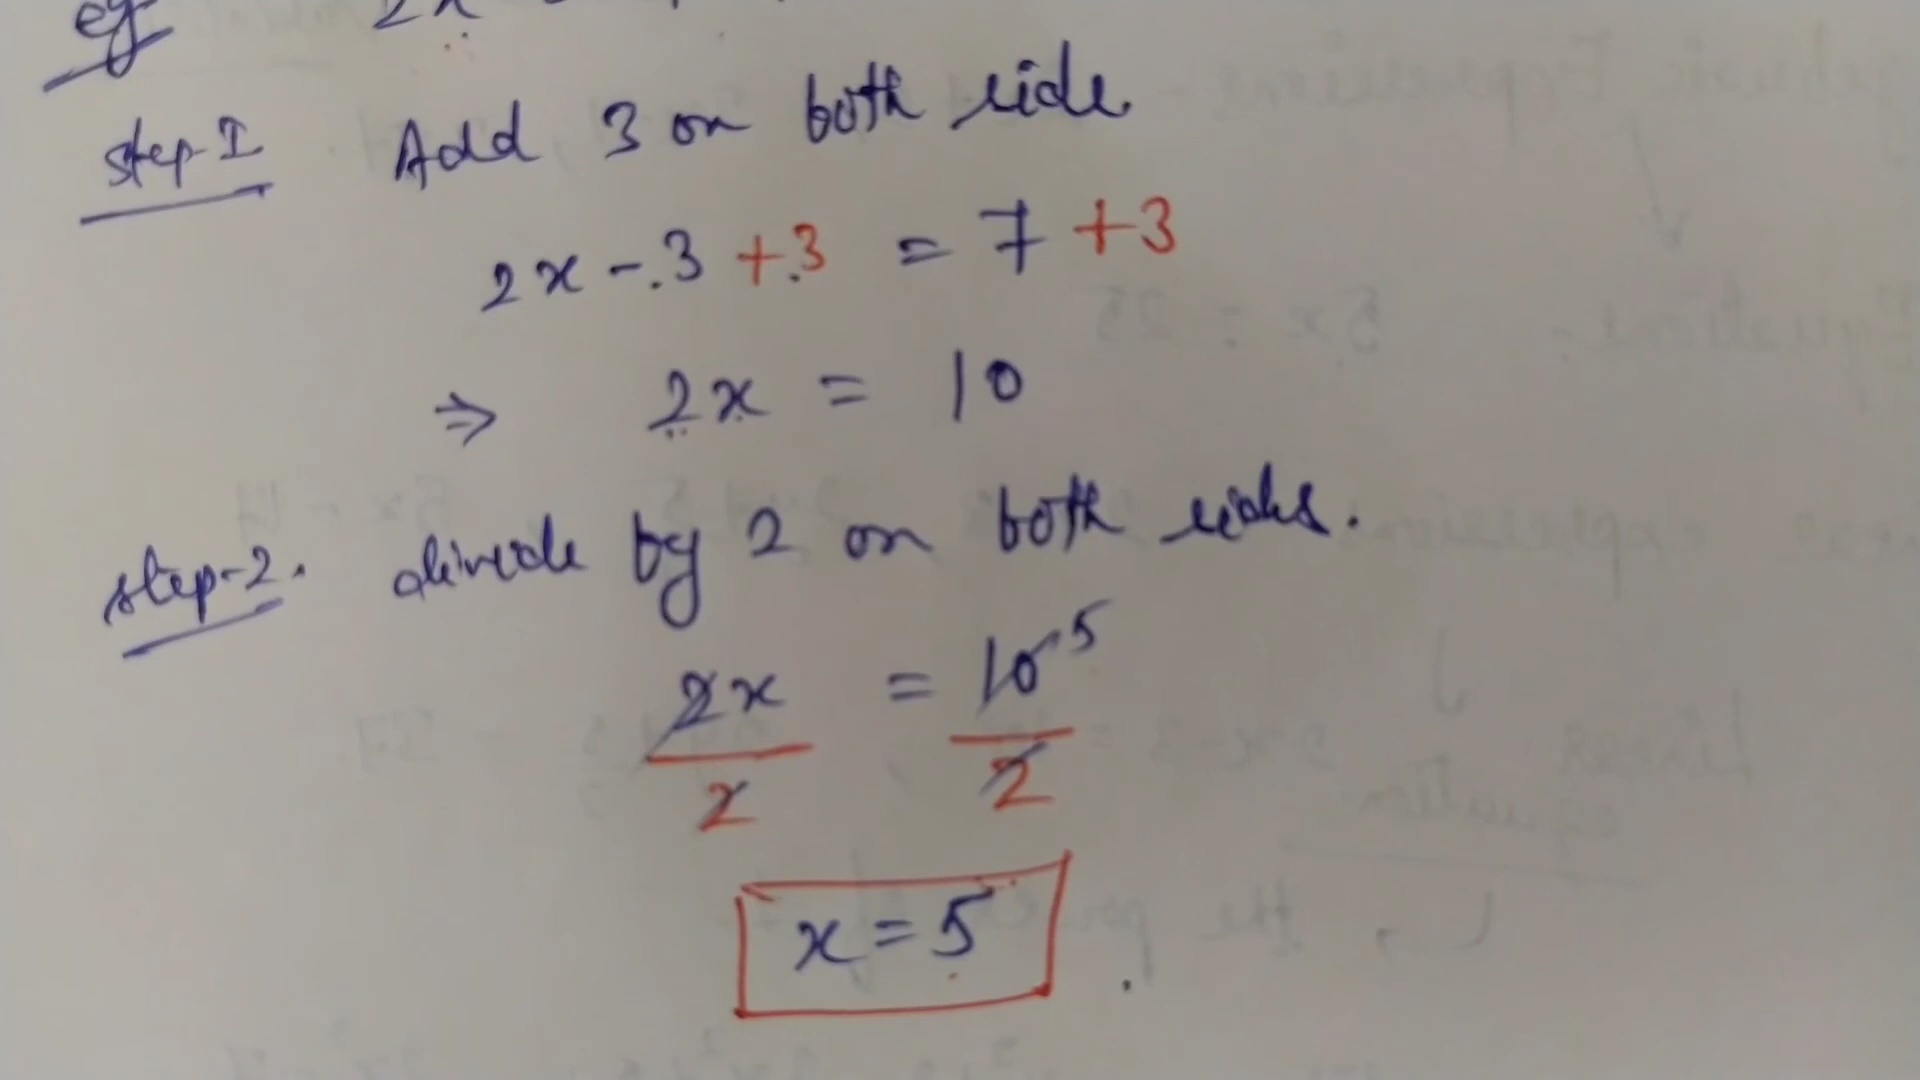 eg 2x
step-I Add 3 on both side
2x - 3 + 3 = 7 + 3
⇒ 2x = 10
step-2. divide by 2 on both sides.
2x/2 = 10/2 5
x = 5